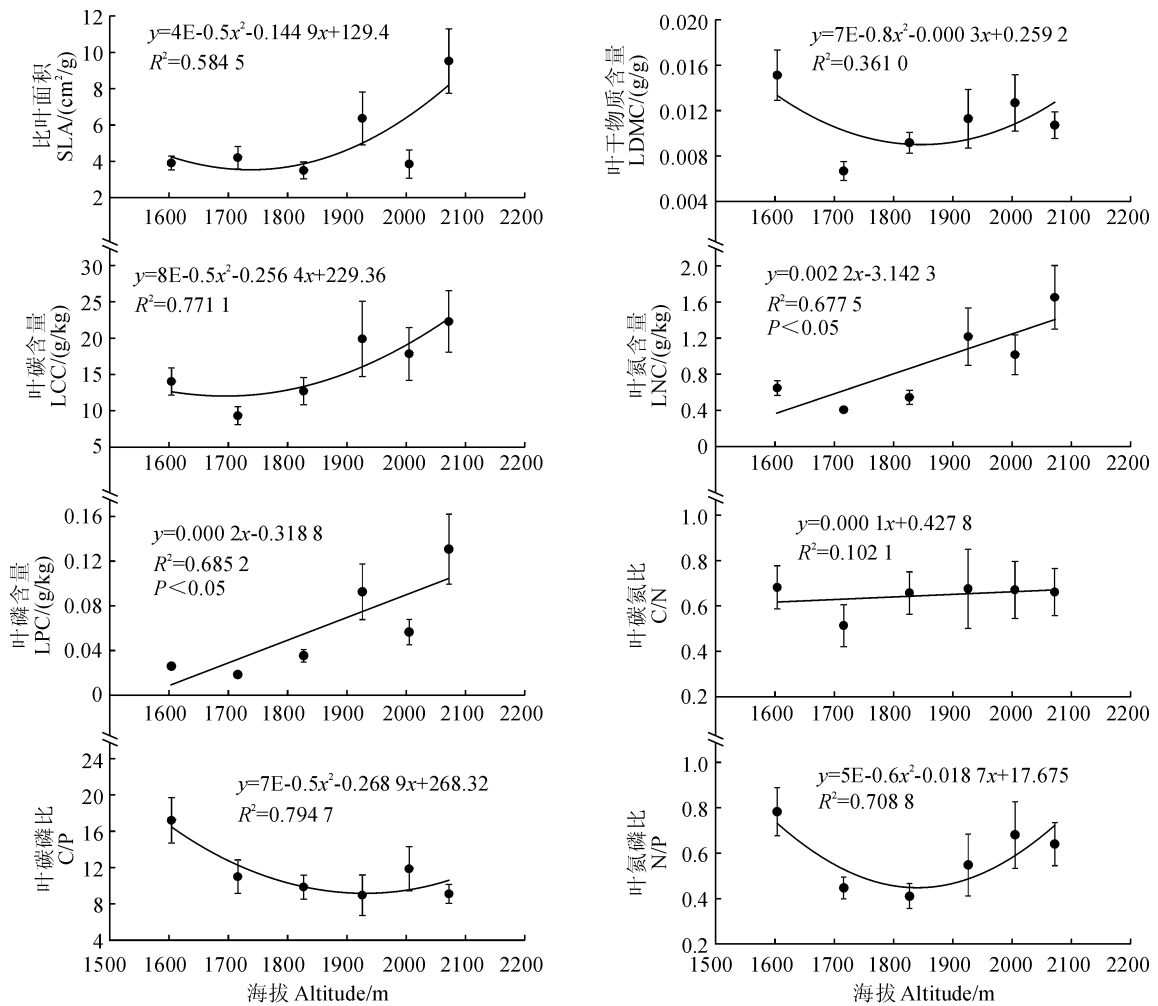 12
10
8
6
4
2
比叶面积
SLA/(cm²/g)
y=4E-0.5x²-0.144 9x+129.4
R²=0.584 5
1600 1700 1800 1900 2000 2100 2200
0.020
0.016
0.012
0.008
0.004
叶干物质含量
LDMC/(g/g)
y=7E-0.8x²-0.000 3x+0.259 2
R²=0.361 0
1600 1700 1800 1900 2000 2100 2200
30
25
20
15
10
5
叶碳含量
LCC/(g/kg)
y=8E-0.5x²-0.256 4x+229.36
R²=0.771 1
1600 1700 1800 1900 2000 2100 2200
2.0
1.6
1.2
0.8
0.4
0
叶氮含量
LNC/(g/kg)
y=0.002 2x-3.142 3
R²=0.677 5
P＜0.05
1600 1700 1800 1900 2000 2100 2200
0.16
0.12
0.08
0.04
0
叶磷含量
LPC/(g/kg)
y=0.000 2x-0.318 8
R²=0.685 2
P＜0.05
1600 1700 1800 1900 2000 2100 2200
1.0
0.8
0.6
0.4
0.2
叶碳氮比
C/N
y=0.000 1x+0.427 8
R²=0.102 1
1600 1700 1800 1900 2000 2100 2200
24
20
16
12
8
4
叶碳磷比
C/P
y=7E-0.5x²-0.268 9x+268.32
R²=0.794 7
1500 1600 1700 1800 1900 2000 2100 2200
海拔 Altitude/m
1.0
0.8
0.6
0.4
0.2
叶氮磷比
N/P
y=5E-0.6x²-0.018 7x+17.675
R²=0.708 8
1500 1600 1700 1800 1900 2000 2100 2200
海拔 Altitude/m